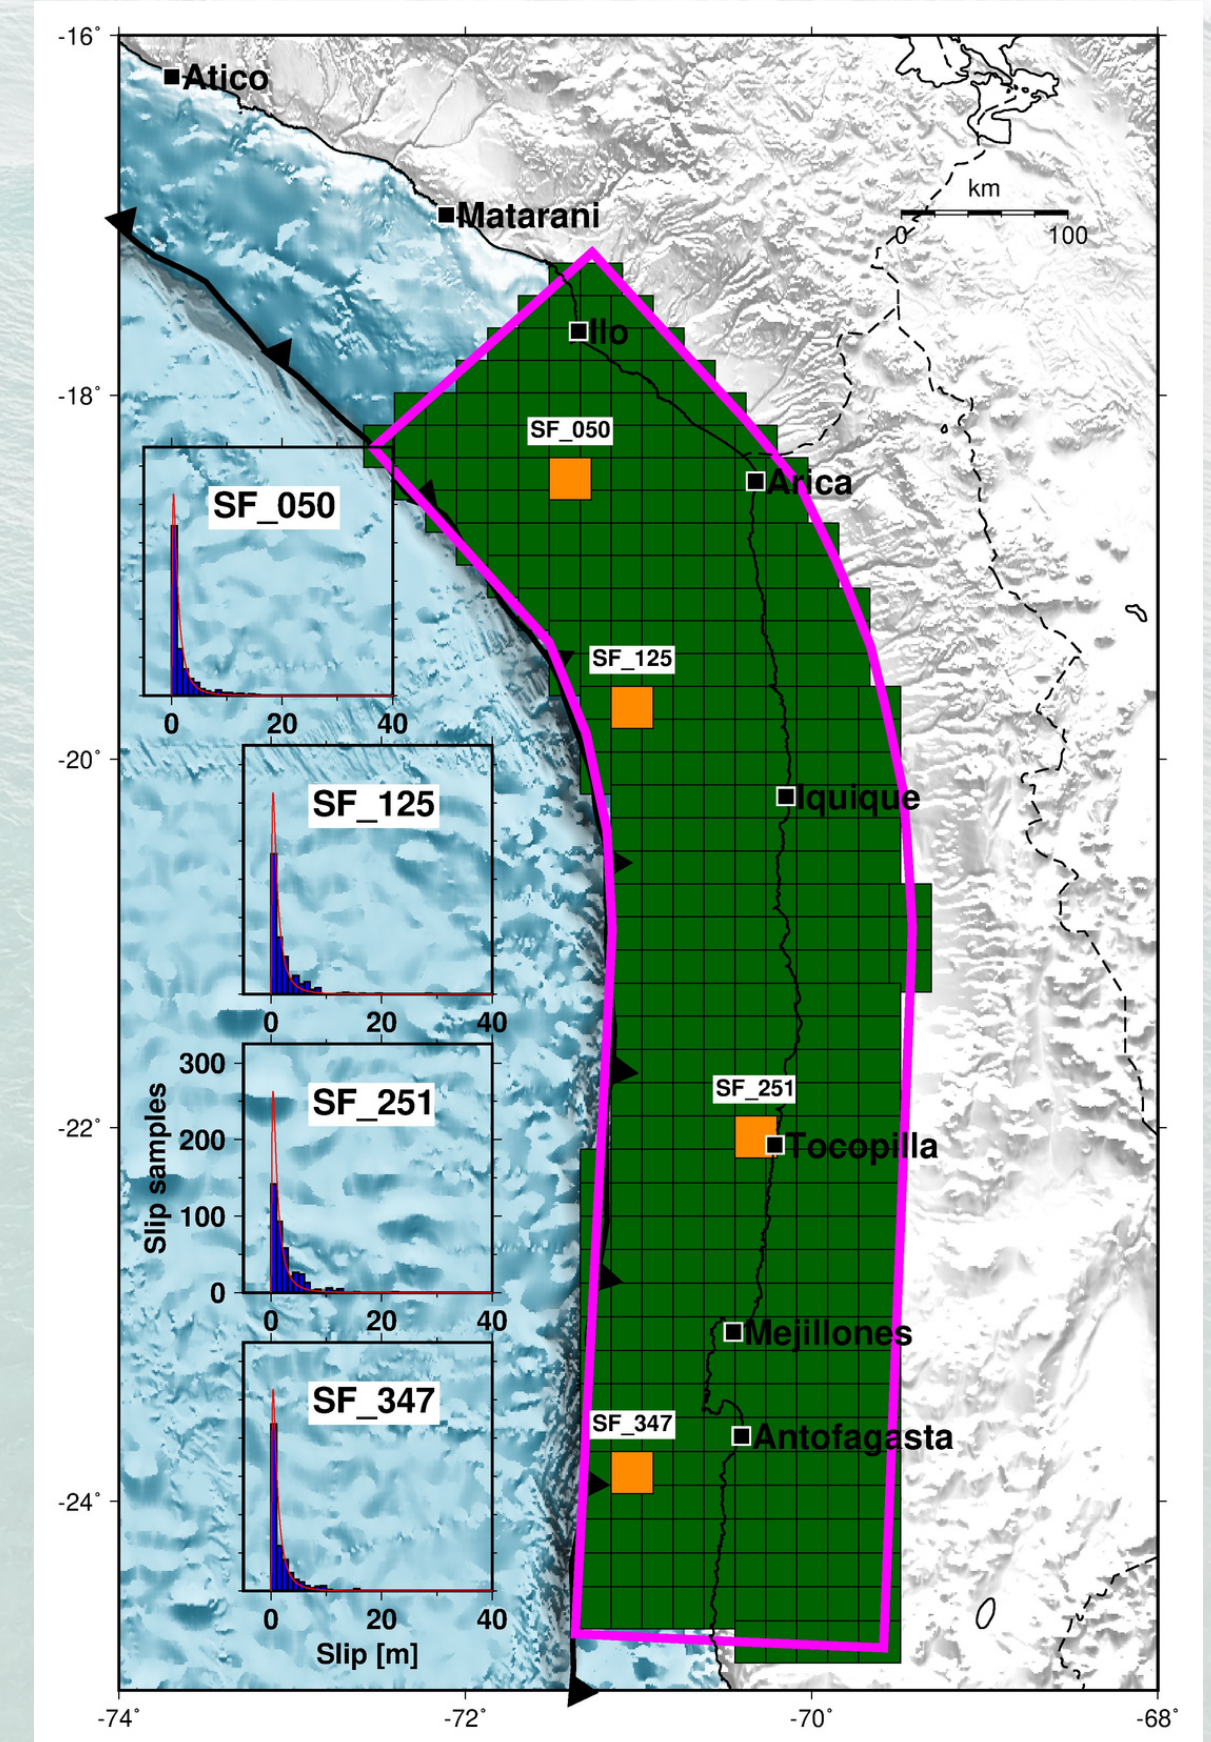 -16°
Atico
km
0
100
Matarani
Ilo
-18°
SF_050
Arica
SF_050
0
20
40
SF_125
-20°
Iquique
SF_125
0
20
40
SF_251
300
200
100
0
Slip samples
0
20
40
SF_251
-22°
Tocopilla
Mejillones
SF_347
SF_347
Antofagasta
-24°
0
20
40
Slip [m]
-74°
-72°
-70°
-68°